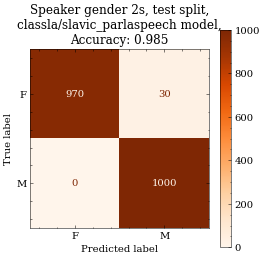 Speaker gender 2s, test split,
classla/slavic_parlaspeech model,
Accuracy: 0.985
1000
800
600
400
200
0
F
970
30
M
0
1000
F
M
True label
Predicted label